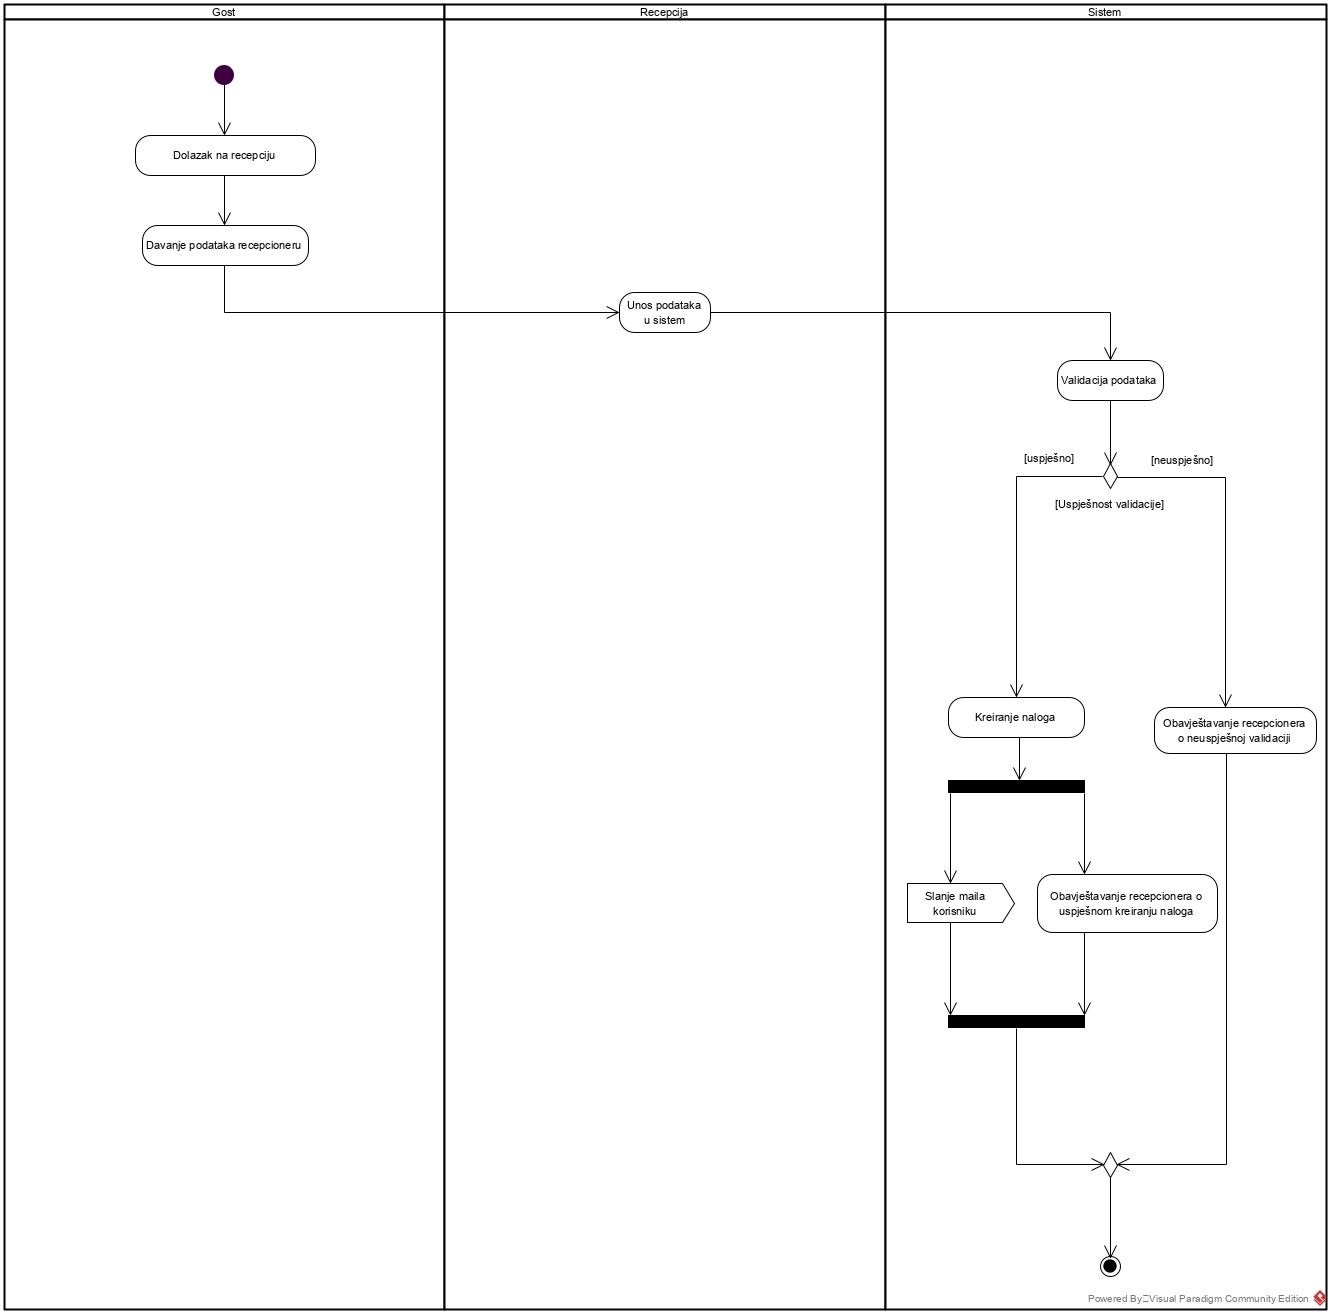 Gost
Recepcija
Sistem
Dolazak na recepciju
Davanje podataka recepcioneru
Unos podataka
u sistem
Validacija podataka
[uspješno]
[neuspješno]
[Uspješnost validacije]
Kreiranje naloga
Obavještavanje recepcionera
o neuspješnoj validaciji
Slanje maila
korisniku
Obavještavanje recepcionera o
uspješnom kreiranju naloga
Powered By Visual Paradigm Community Edition